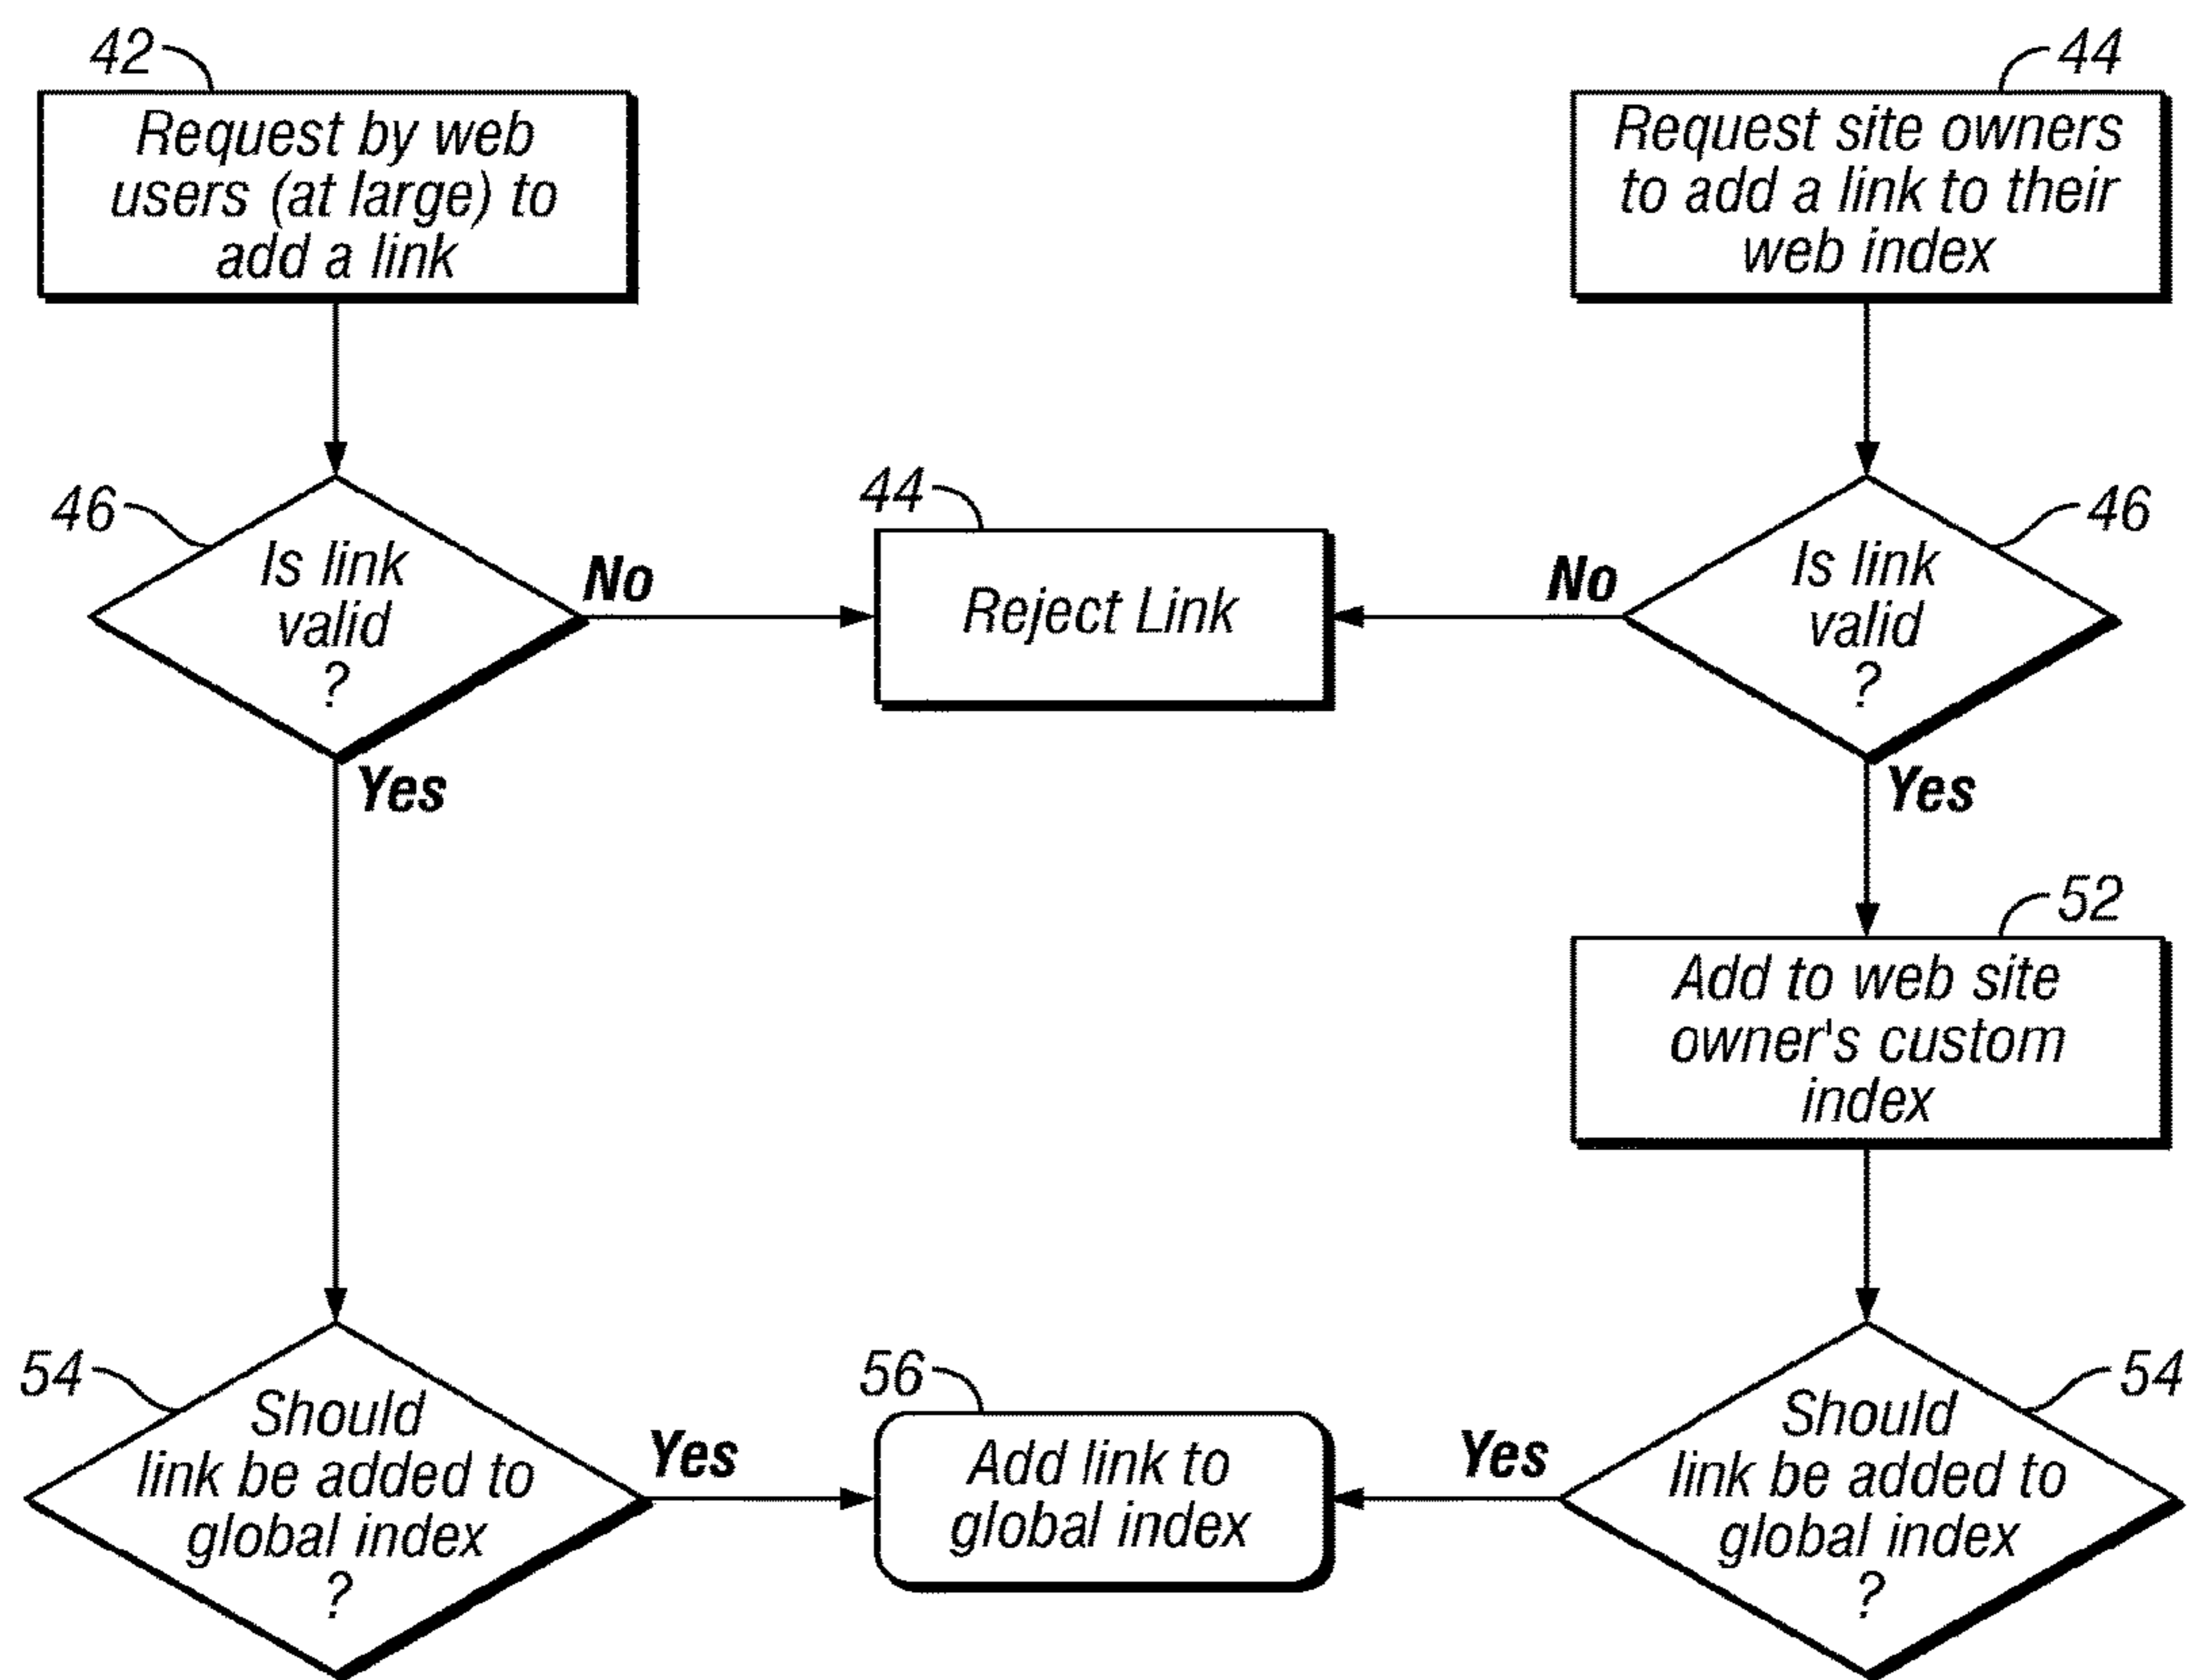 42
Request by web
users (at large) to
add a link
44
Request site owners
to add a link to their
web index
46
Is link
valid
?
No
Yes
44
Reject Link
46
Is link
valid
?
No
Yes
52
Add to web site
owner's custom
index
54
Should
link be added to
global index
?
Yes
56
Add link to
global index
54
Should
link be added to
global index
?
Yes